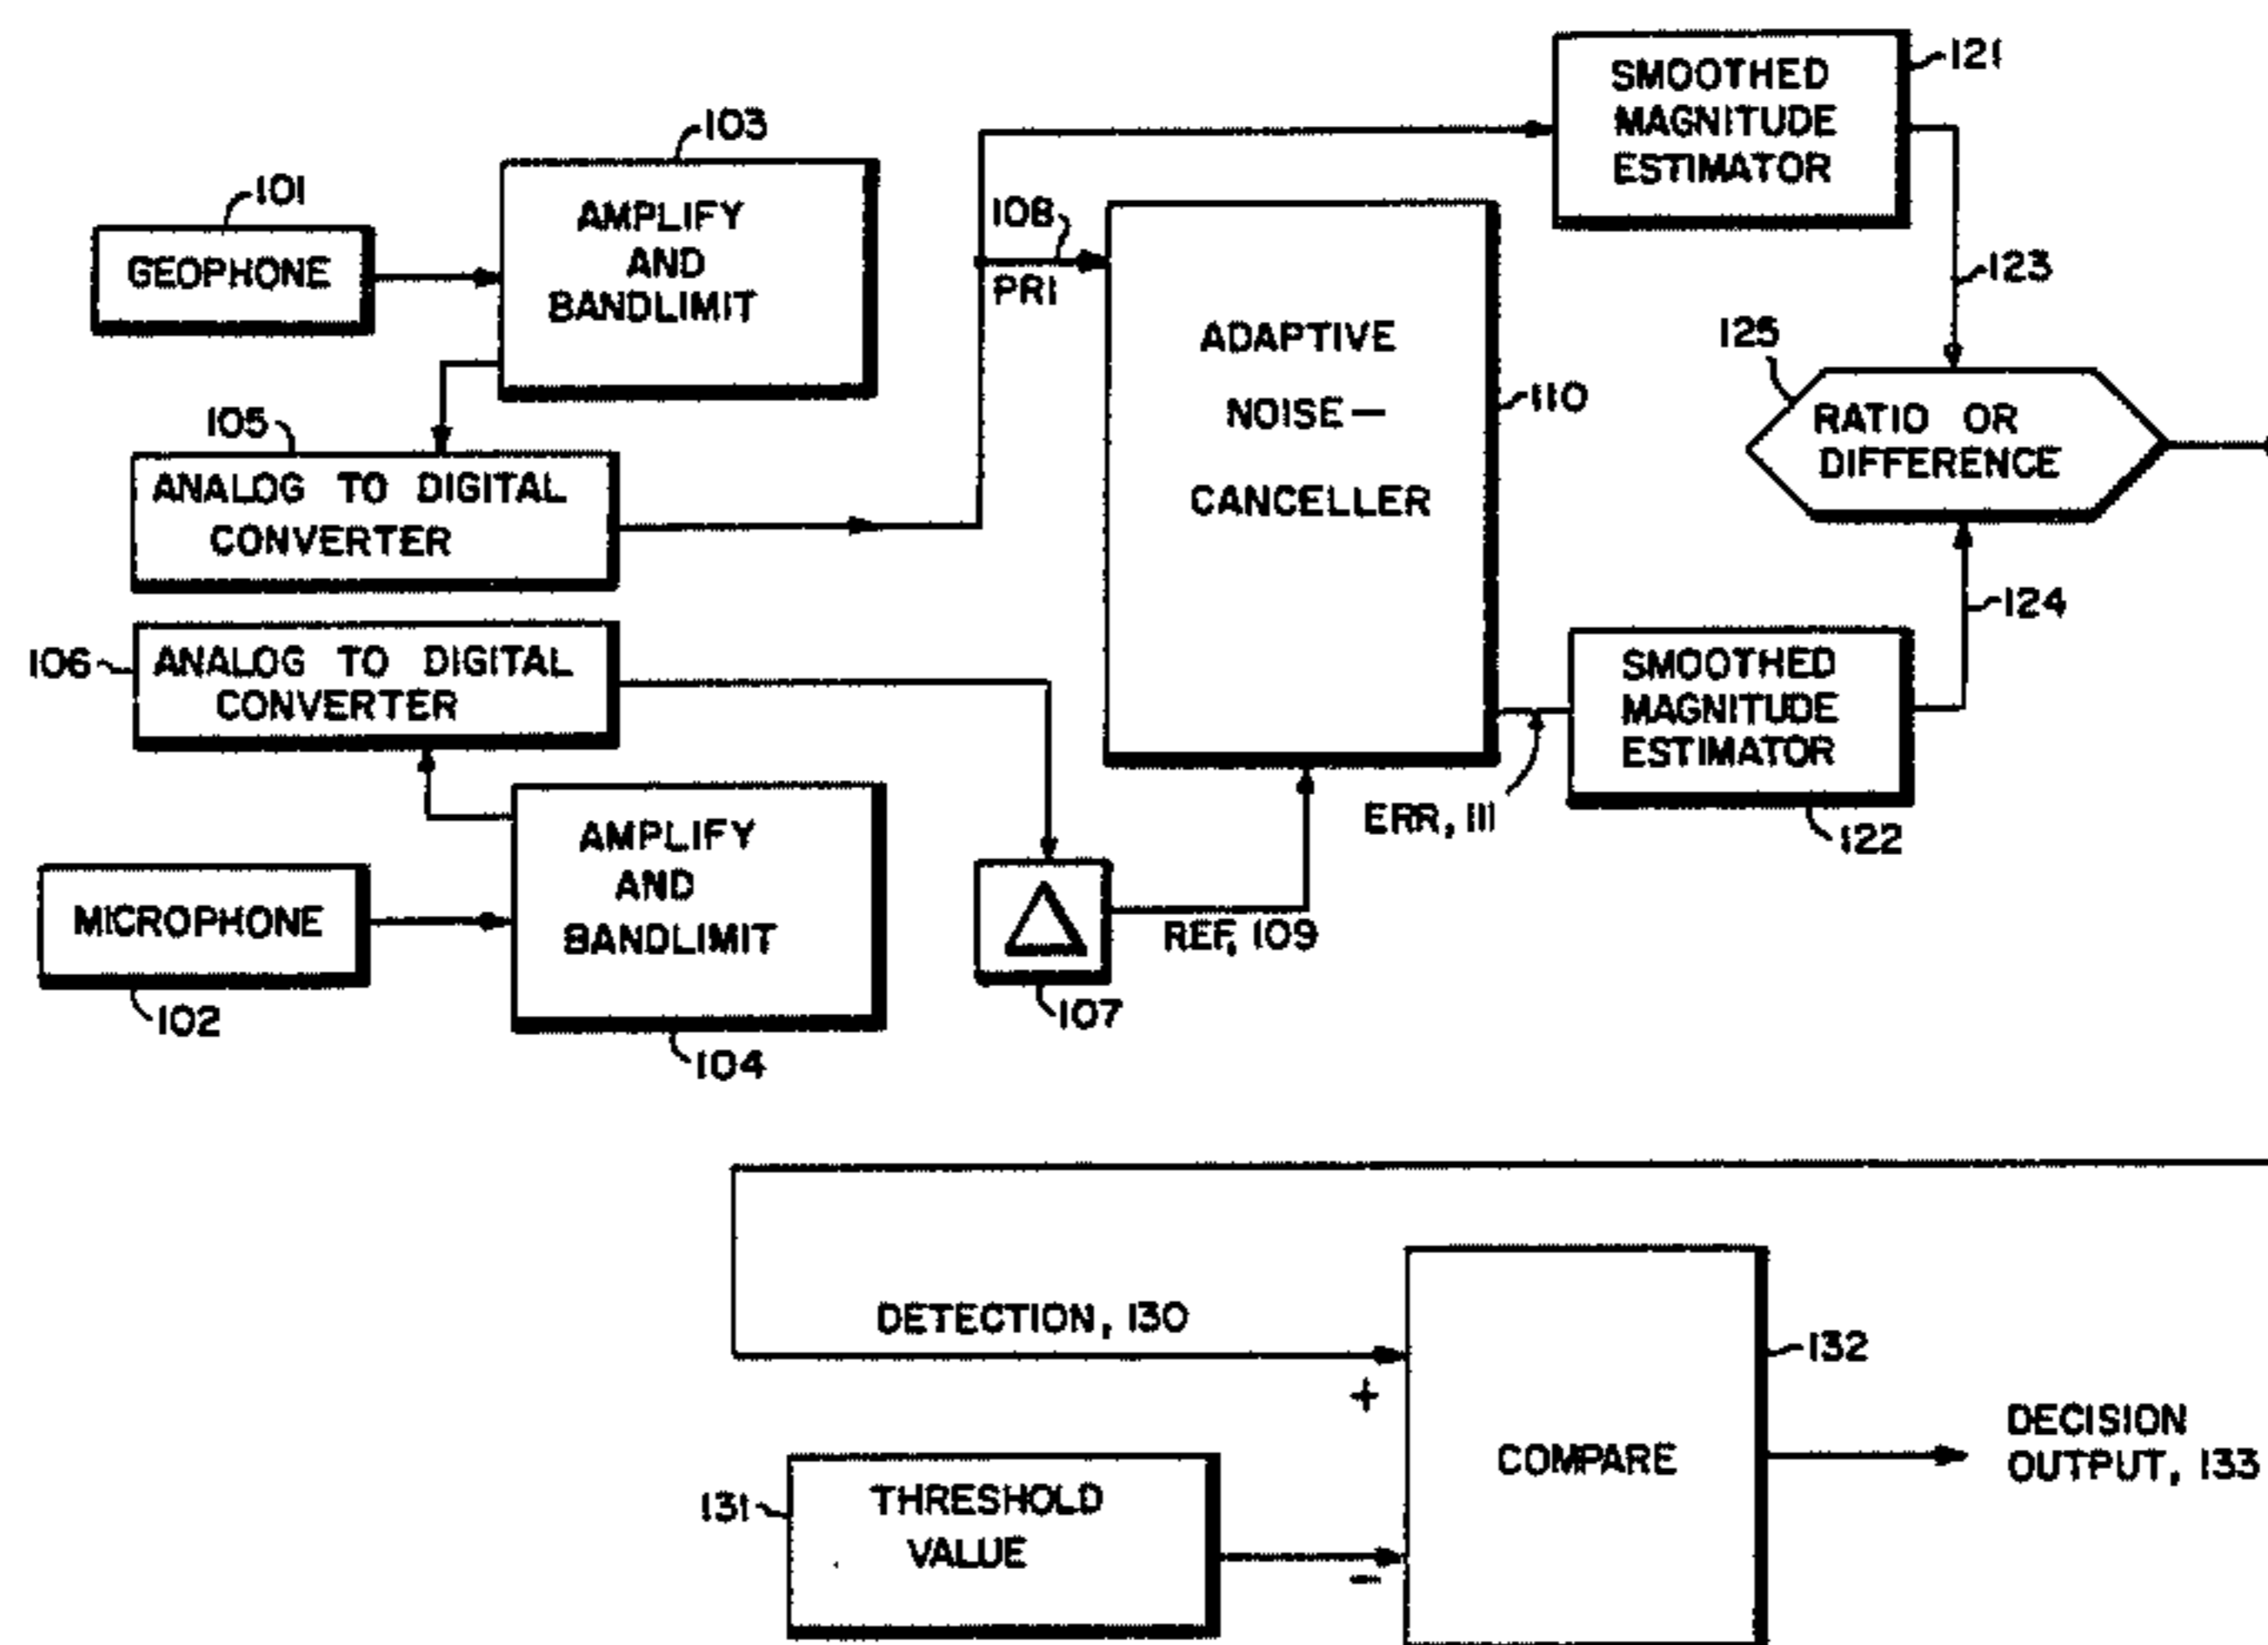 101
GEOPHONE
103
AMPLIFY
AND
BANDLIMIT
105
ANALOG TO DIGITAL
CONVERTER
106
ANALOG TO DIGITAL
CONVERTER
AMPLIFY
AND
BANDLIMIT
104
MICROPHONE
102
107
REF, 109
108
PRI
ADAPTIVE
NOISE—
CANCELLER
110
ERR, 111
SMOOTHED
MAGNITUDE
ESTIMATOR
121
123
125
RATIO OR
DIFFERENCE
124
SMOOTHED
MAGNITUDE
ESTIMATOR
122
DETECTION, 130
+
132
COMPARE
131
THRESHOLD
VALUE
−
DECISION
OUTPUT, 133